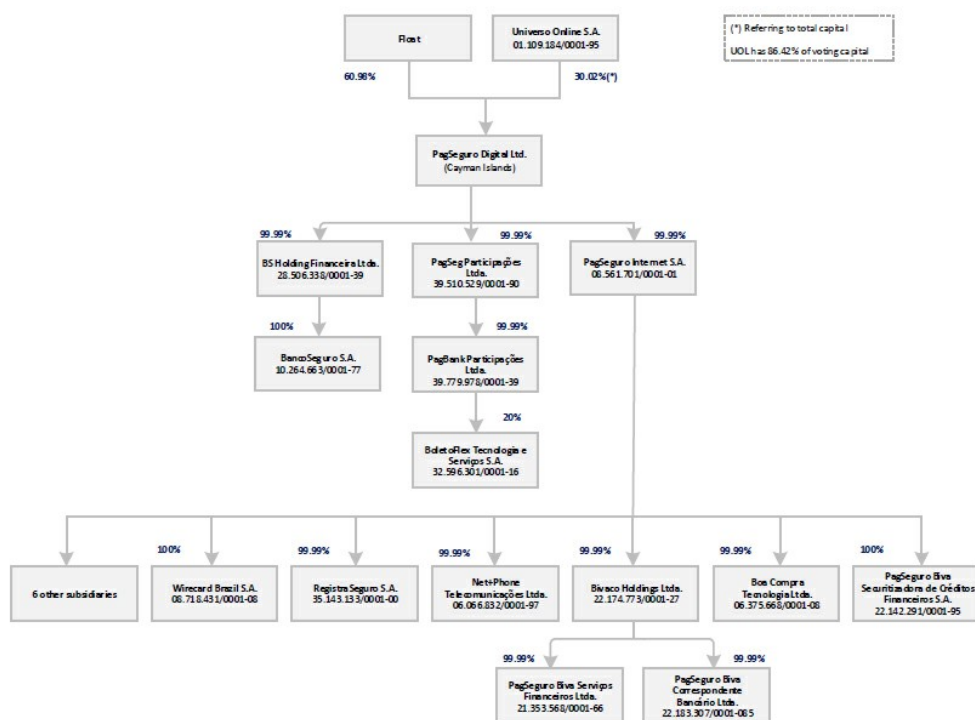 Float
Universo Online S.A.
01.109.184/0001-95
(*) Referring to total capital
UOL has 86.42% of voting capital
60.98%
30.02%(*)
PagSeguro Digital Ltd.
(Cayman Islands)
99.99%
99.99%
99.99%
BS Holding Financeira Ltda.
28.506.338/0001-39
PagSeg Participações
Ltda.
39.510.529/0001-90
PagSeguro Internet S.A.
08.561.701/0001-01
100%
99.99%
BancoSeguro S.A.
10.264.663/0001-77
PagBank Participações
Ltda.
39.779.978/0001-39
20%
BoletoFlex Tecnologia e
Serviços S.A.
32.596.301/0001-16
100%
99.99%
99.99%
99.99%
99.99%
100%
6 other subsidiaries
Wirecard Brazil S.A.
08.718.431/0001-08
RegistraSeguro S.A.
35.143.133/0001-00
Net+Phone
Telecomunicações Ltda.
06.066.832/0001-97
Bivaco Holdings Ltda.
22.174.773/0001-27
Boa Compra
Tecnologia Ltda.
06.375.668/0001-08
PagSeguro Biva
Securitizadora de Créditos
Financeiros S.A.
22.142.291/0001-95
99.99%
99.99%
PagSeguro Biva Serviços
Financeiros Ltda.
21.353.568/0001-66
PagSeguro Biva
Correspondente
Bancário Ltda.
22.183.307/0001-085